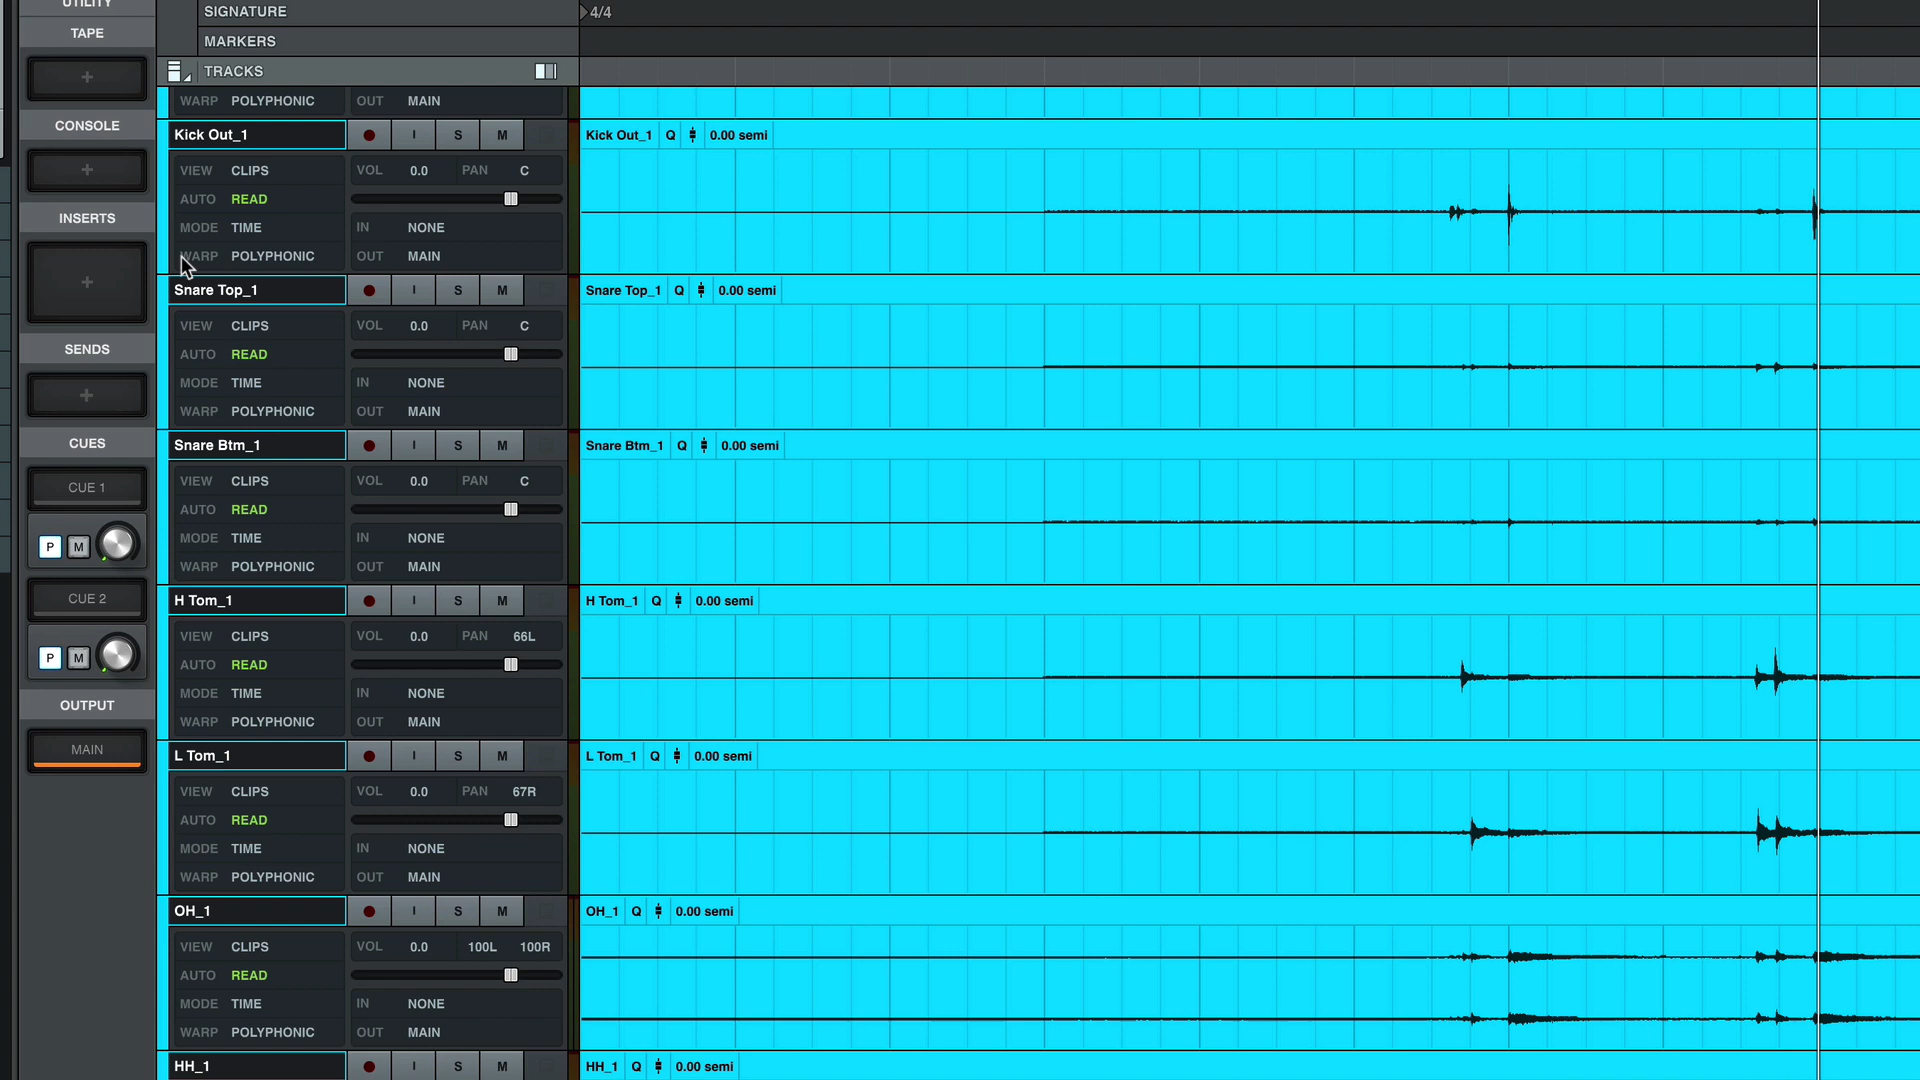 UTILITY
TAPE
CONSOLE
INSERTS
SENDS
CUES
CUE 1
P M
CUE 2
P M
OUTPUT
MAIN
SIGNATURE 4/4
MARKERS
TRACKS
WARP POLYPHONIC OUT MAIN
Kick Out_1 I S M Kick Out_1 Q 0.00 semi
VIEW CLIPS VOL 0.0 PAN C
AUTO READ
MODE TIME IN NONE
WARP POLYPHONIC OUT MAIN
Snare Top_1 I S M Snare Top_1 Q 0.00 semi
VIEW CLIPS VOL 0.0 PAN C
AUTO READ
MODE TIME IN NONE
WARP POLYPHONIC OUT MAIN
Snare Btm_1 I S M Snare Btm_1 Q 0.00 semi
VIEW CLIPS VOL 0.0 PAN C
AUTO READ
MODE TIME IN NONE
WARP POLYPHONIC OUT MAIN
H Tom_1 I S M H Tom_1 Q 0.00 semi
VIEW CLIPS VOL 0.0 PAN 66L
AUTO READ
MODE TIME IN NONE
WARP POLYPHONIC OUT MAIN
L Tom_1 I S M L Tom_1 Q 0.00 semi
VIEW CLIPS VOL 0.0 PAN 67R
AUTO READ
MODE TIME IN NONE
WARP POLYPHONIC OUT MAIN
OH_1 I S M OH_1 Q 0.00 semi
VIEW CLIPS VOL 0.0 100L 100R
AUTO READ
MODE TIME IN NONE
WARP POLYPHONIC OUT MAIN
HH_1 I S M HH_1 Q 0.00 semi